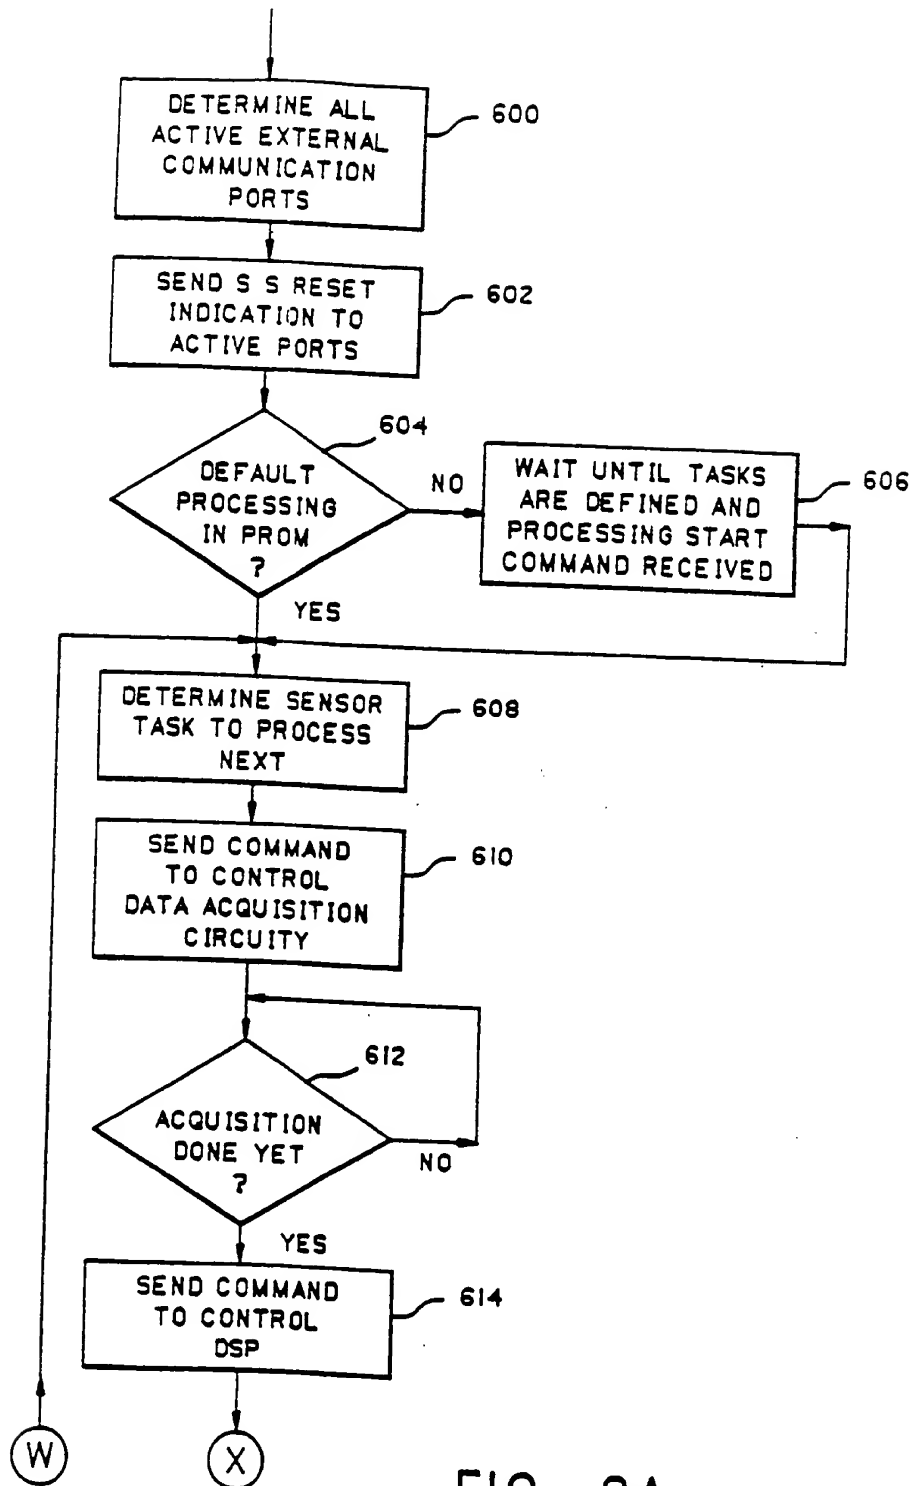 DETERMINE ALL
ACTIVE EXTERNAL
COMMUNICATION
PORTS
600
SEND S S RESET
INDICATION TO
ACTIVE PORTS
602
604
DEFAULT
PROCESSING
IN PROM
?
NO
WAIT UNTIL TASKS
ARE DEFINED AND
PROCESSING START
COMMAND RECEIVED
606
YES
DETERMINE SENSOR
TASK TO PROCESS
NEXT
608
SEND COMMAND
TO CONTROL
DATA ACQUISITION
CIRCUITY
610
612
ACQUISITION
DONE YET
?
NO
YES
SEND COMMAND
TO CONTROL
DSP
614
W
X